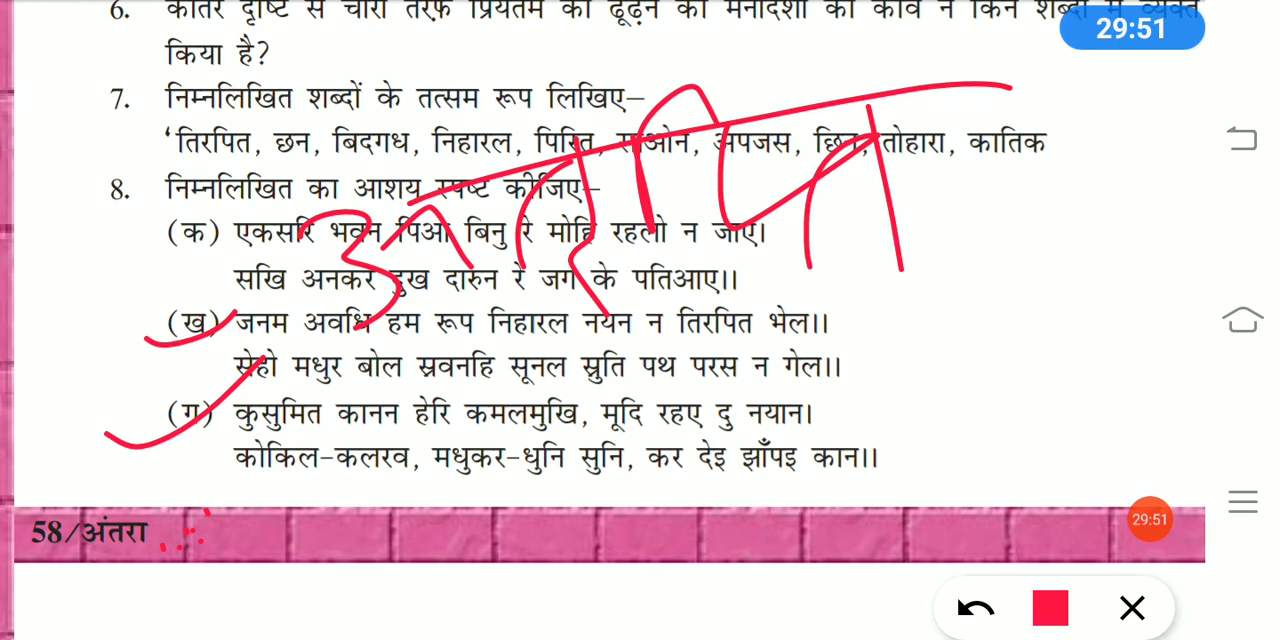 6. कातर दृष्टि से चारों तरफ़ प्रियतम को ढूँढ़ने की मनोदशा को कवि ने किन शब्दों में व्यक्त
29:51
किया है?
7. निम्नलिखित शब्दों के तत्सम रूप लिखिए–
‘तिरपित, छन, बिदगध, निहारल, पिरित, साओन, अपजस, छिन, तोहारा, कातिक
8. निम्नलिखित का आशय स्पष्ट कीजिए–
(क) एकसरि भवन पिआ बिनु रे मोहि रहलो न जाए।
सखि अनकर दुख दारुन रे जग के पतिआए।।
(ख) जनम अवधि हम रूप निहारल नयन न तिरपित भेल।।
सेहो मधुर बोल स्रवनहि सूनल स्रुति पथ परस न गेल।।
(ग) कुसुमित कानन हेरि कमलमुखि, मूदि रहए दु नयान।
कोकिल-कलरव, मधुकर-धुनि सुनि, कर देइ झाँपइ कान।।
58/अंतरा
29:51